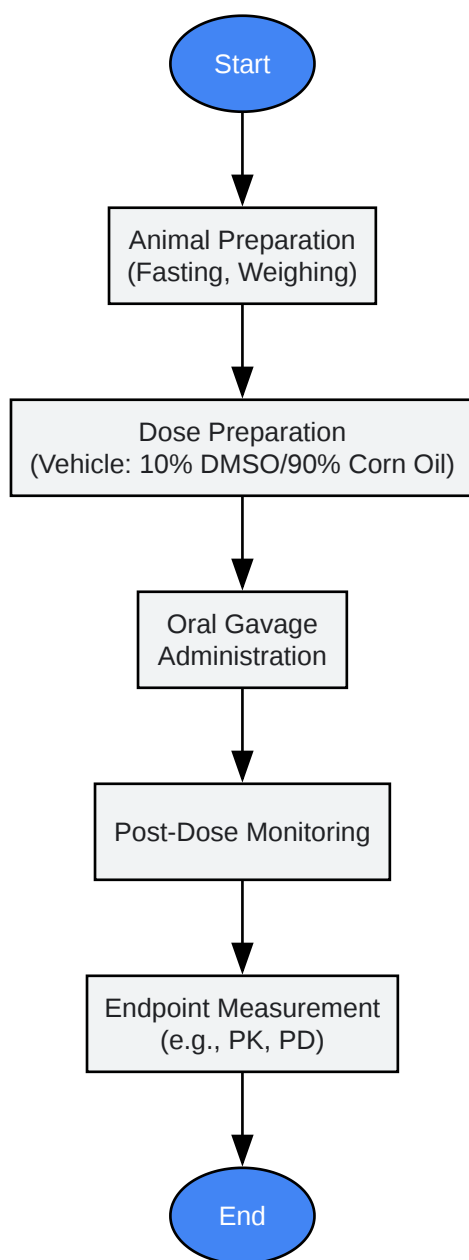 Start
Animal Preparation
(Fasting, Weighing)
Dose Preparation
(Vehicle: 10% DMSO/90% Corn Oil)
Oral Gavage
Administration
Post-Dose Monitoring
Endpoint Measurement
(e.g., PK, PD)
End